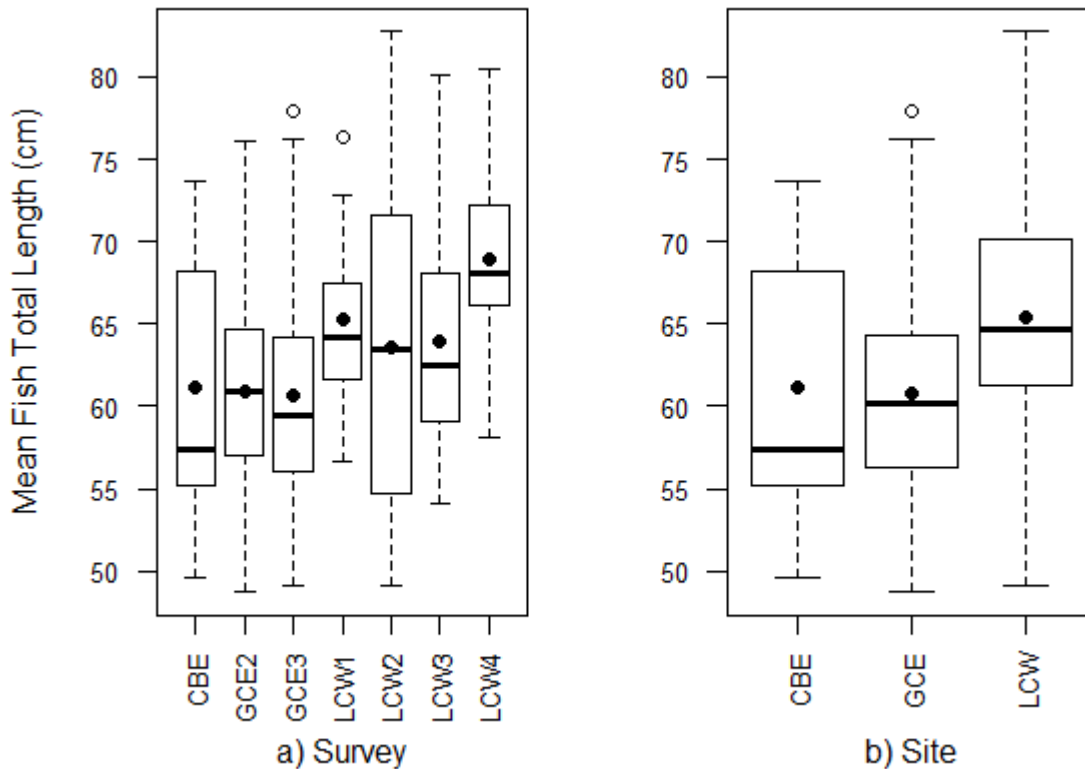 Mean Fish Total Length (cm)
80
75
70
65
60
55
50
CBE
GCE2
GCE3
LCW1
LCW2
LCW3
LCW4
a) Survey
80
75
70
65
60
55
50
CBE
GCE
LCW
b) Site